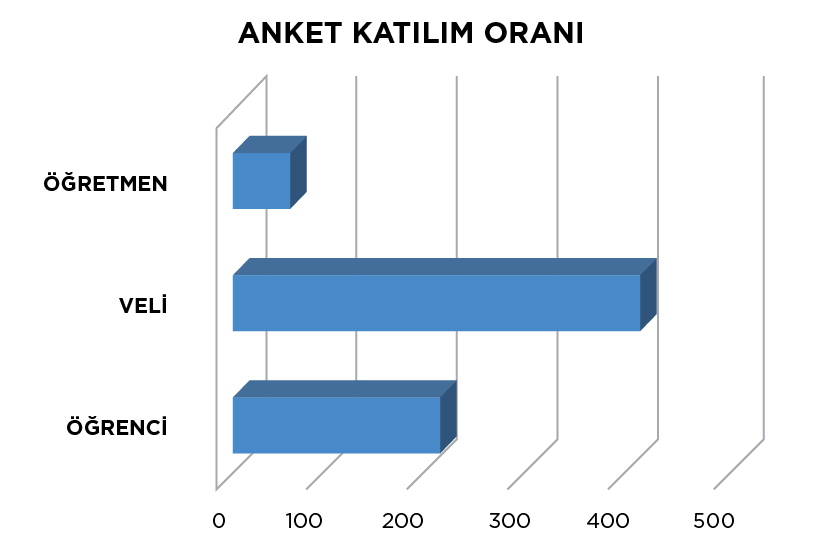 ANKET KATILIM ORANI
ÖĞRETMEN
VELİ
ÖĞRENCİ
0 100 200 300 400 500